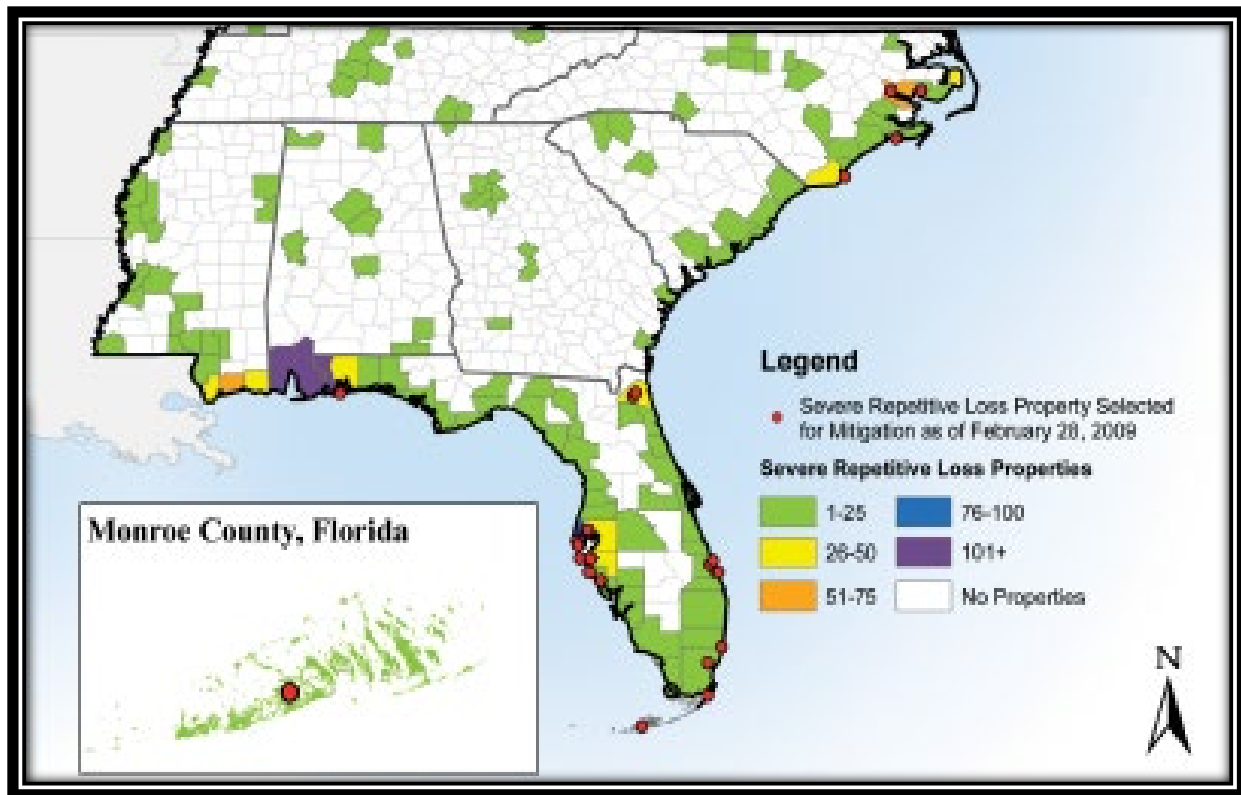 Legend
Severe Repetitive Loss Property Selected
for Mitigation as of February 28, 2009
Severe Repetitive Loss Properties
1-25
76-100
26-50
101+
51-75
No Properties
Monroe County, Florida
N